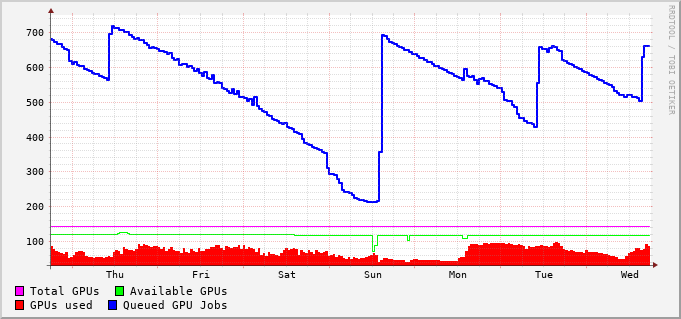 RRDTOOL / TOBI OETIKER
700
600
500
400
300
200
100
Thu Fri Sat Sun Mon Tue Wed
Total GPUs Available GPUs
GPUs used Queued GPU Jobs